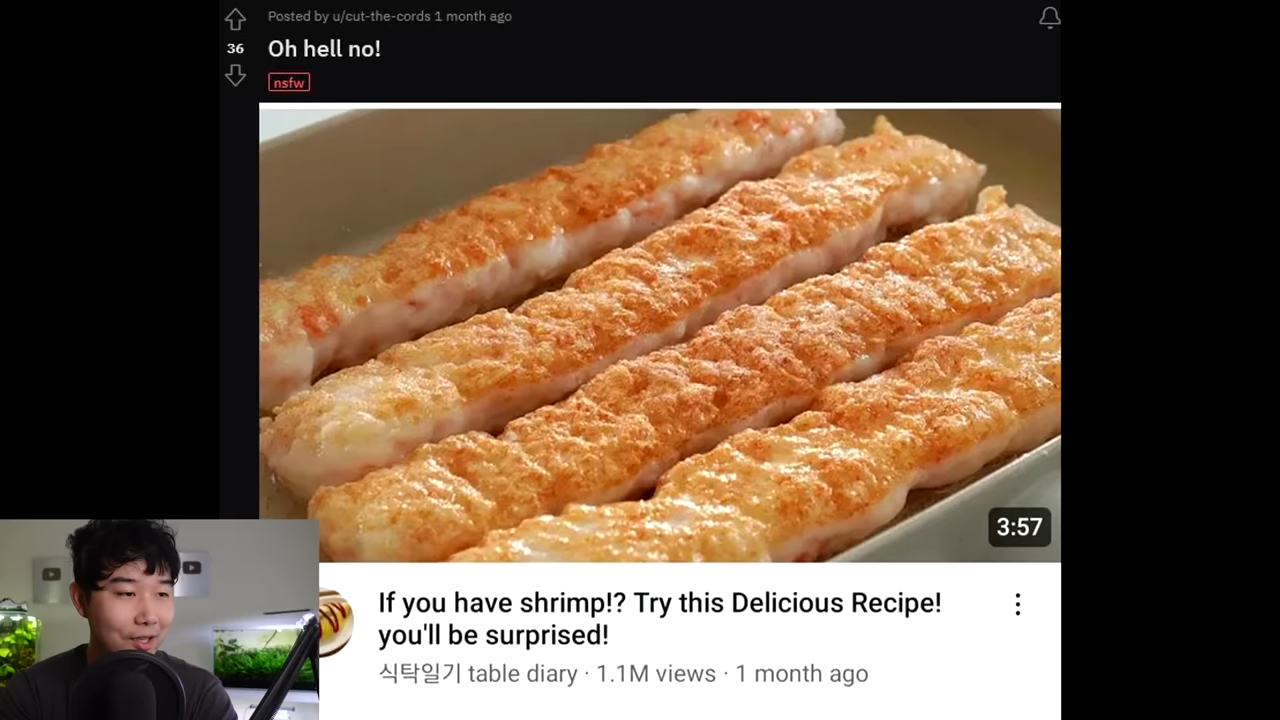 Posted by u/cut-the-cords 1 month ago
36
Oh hell no!
nsfw
3:57
If you have shrimp!? Try this Delicious Recipe!
you'll be surprised!
식탁일기 table diary · 1.1M views · 1 month ago